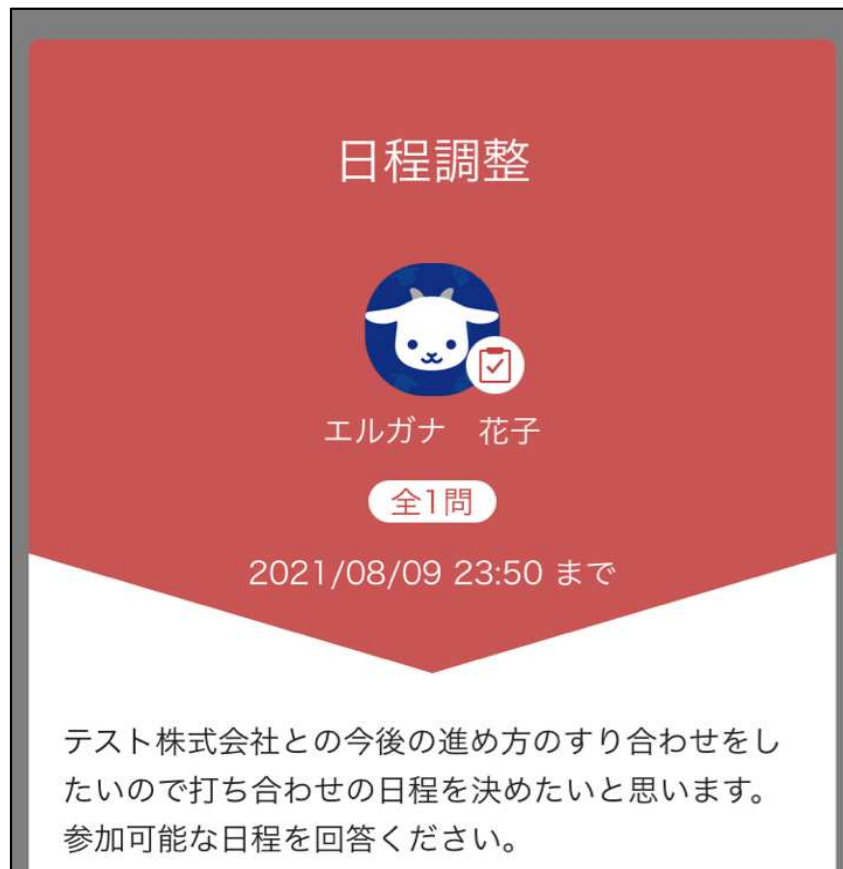 日程調整
エルガナ　花子
全1問
2021/08/09 23:50 まで
テスト株式会社との今後の進め方のすり合わせをし
たいので打ち合わせの日程を決めたいと思います。
参加可能な日程を回答ください。